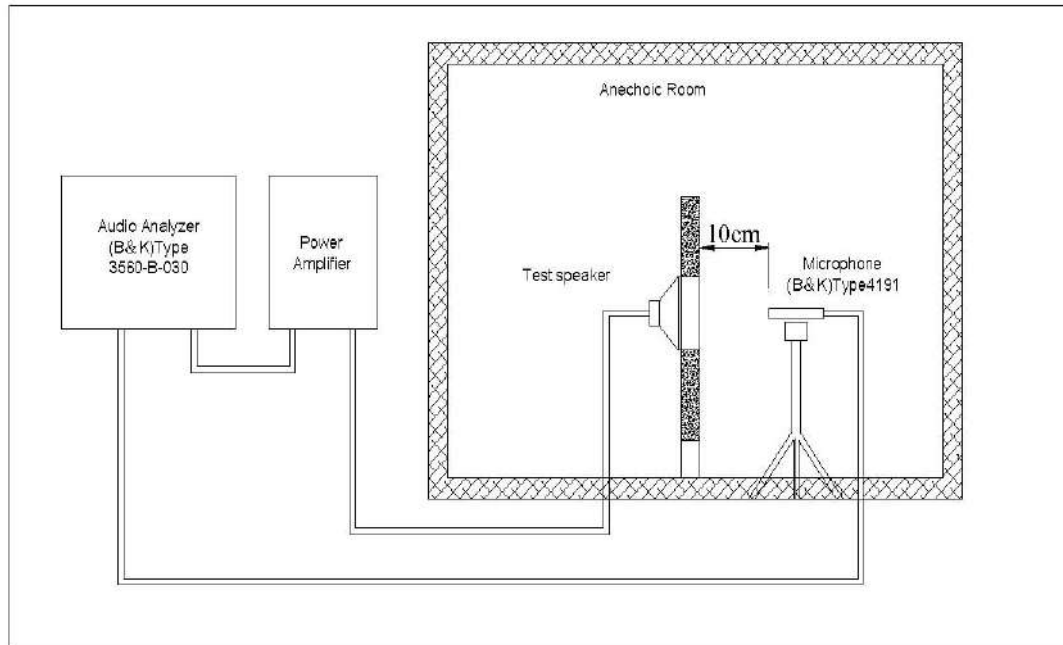 Anechoic Room
Audio Analyzer
(B&K)Type
3560-B-030
Power
Amplifier
Test speaker
10cm
Microphone
(B&K)Type4191